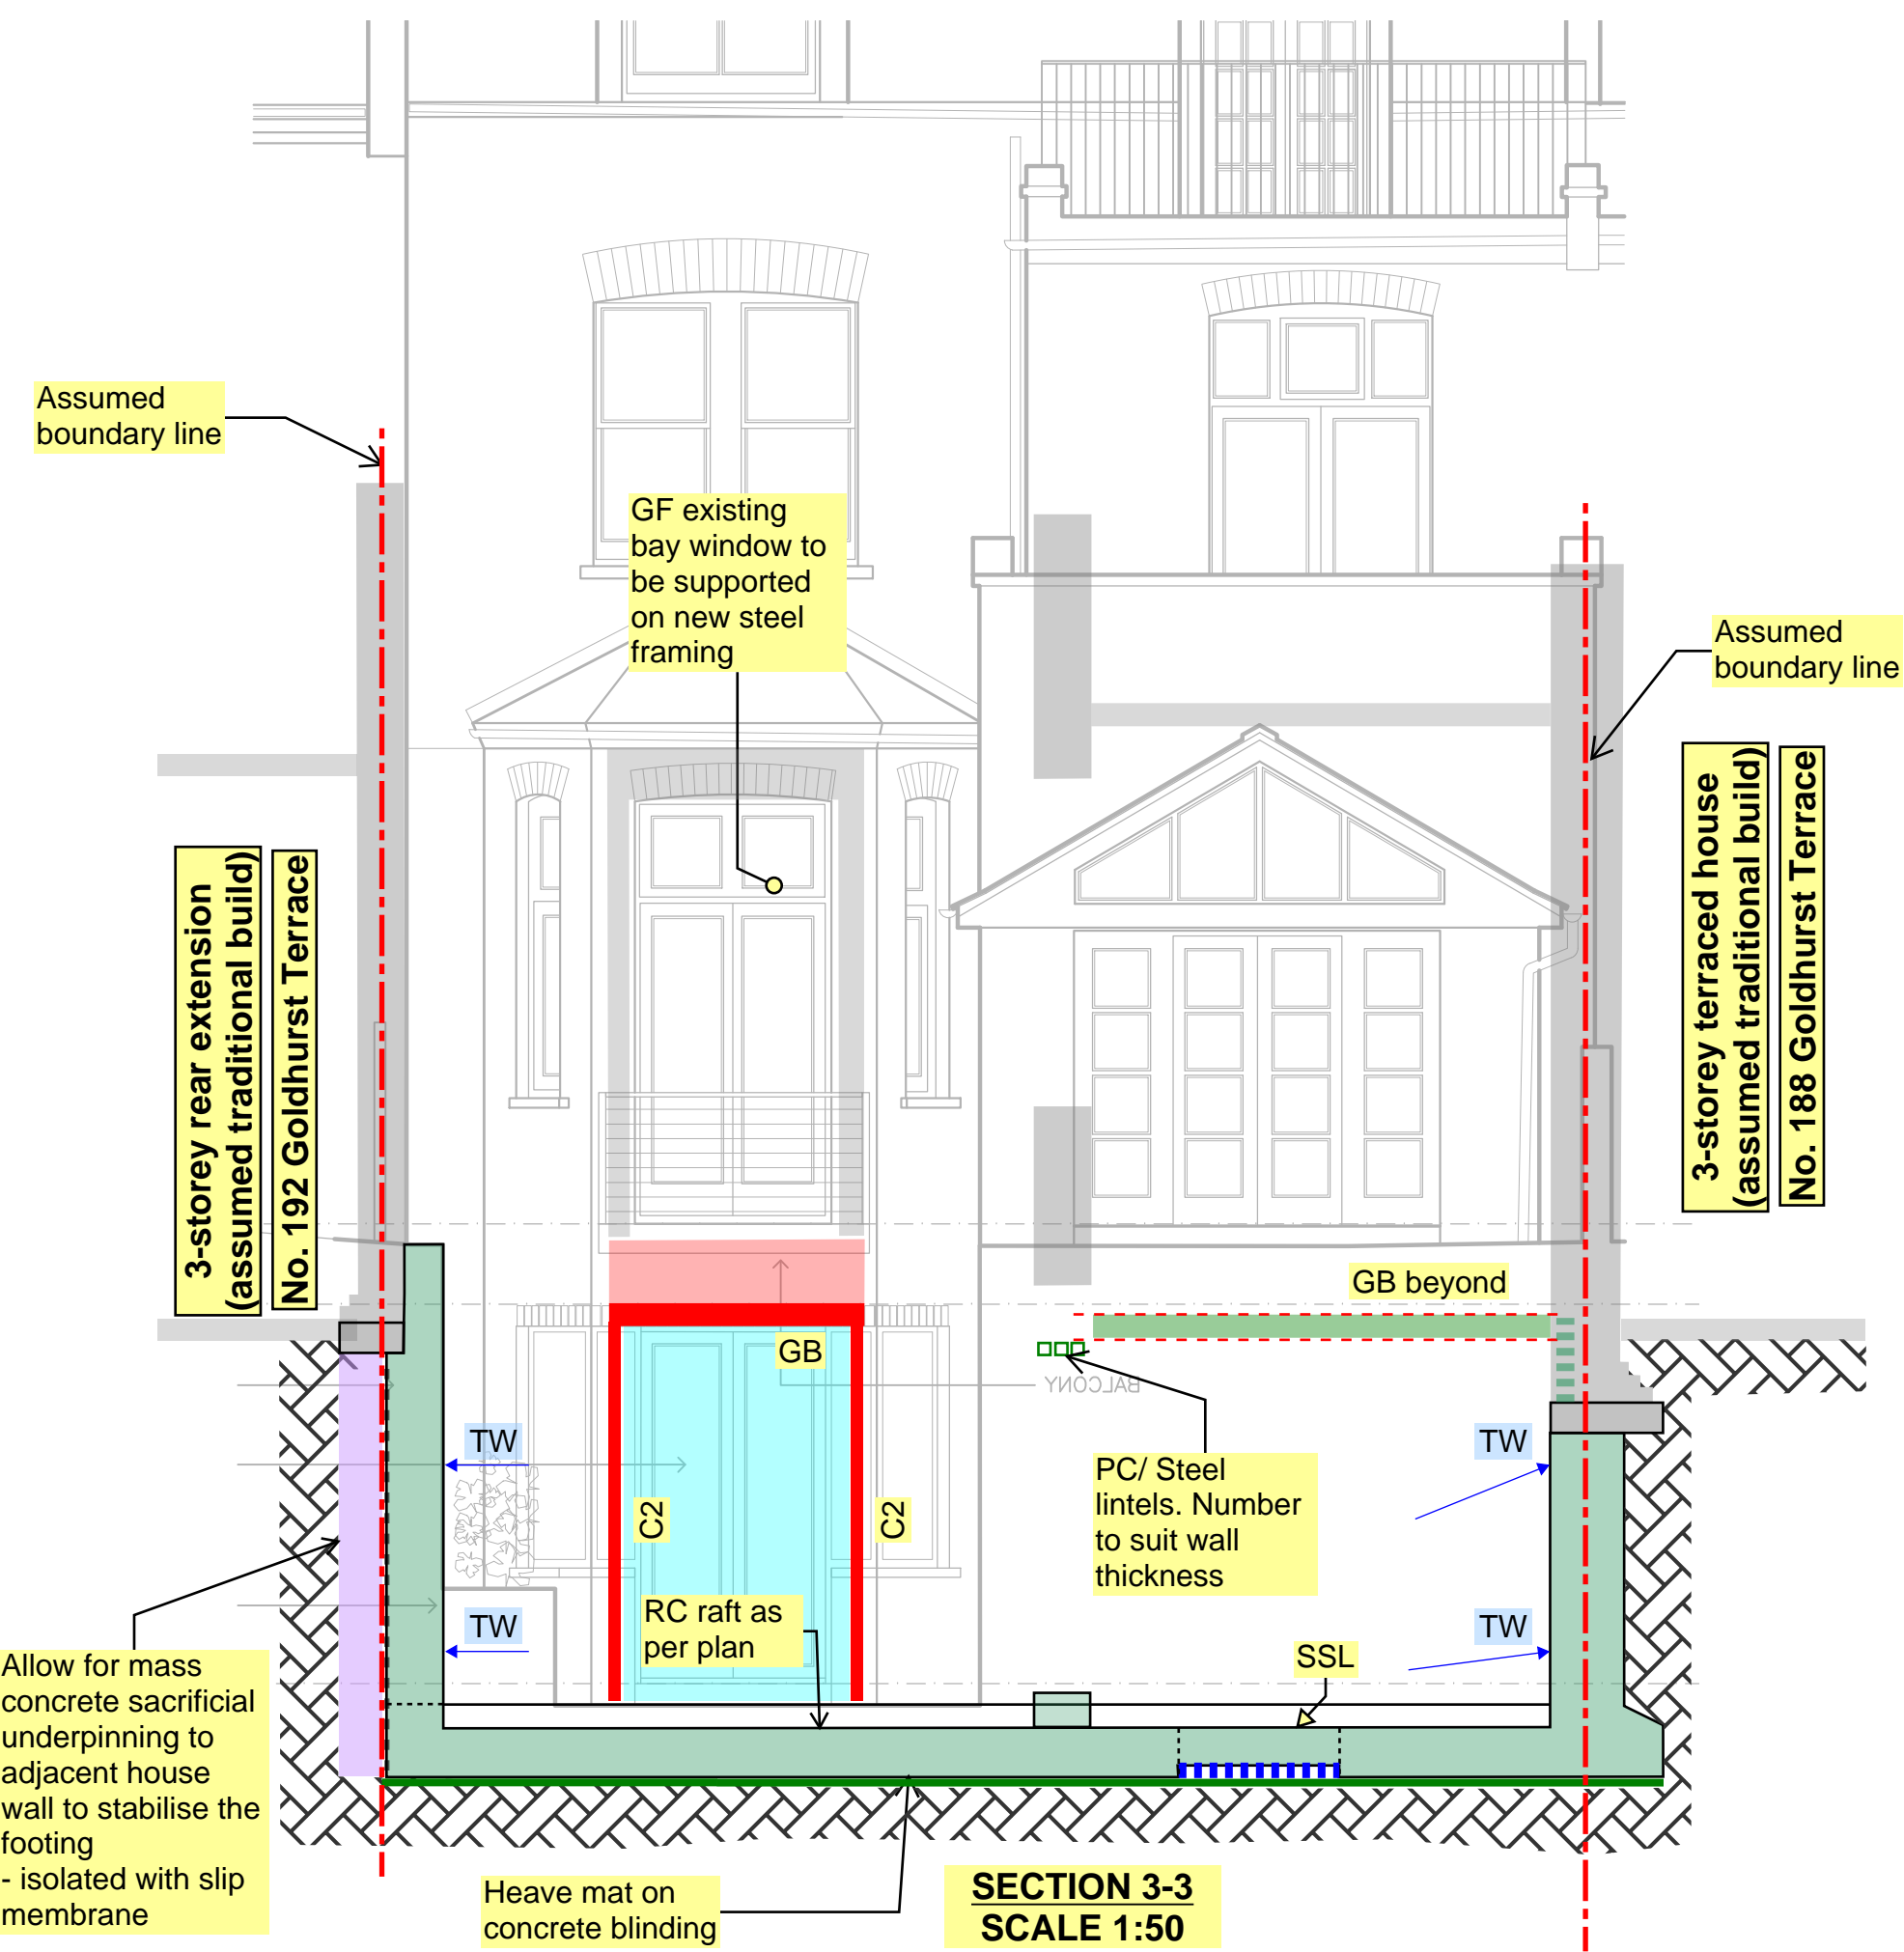 Assumed
boundary line
GF existing
bay window to
be supported
on new steel
framing
Assumed
boundary line
3-storey rear extension
(assumed traditional build)
No. 192 Goldhurst Terrace
3-storey terraced house
(assumed traditional build)
No. 188 Goldhurst Terrace
GB beyond
GB
BALCONY
TW
TW
C2
C2
PC/ Steel
lintels. Number
to suit wall
thickness
RC raft as
per plan
TW
TW
SSL
Allow for mass
concrete sacrificial
underpinning to
adjacent house
wall to stabilise the
footing
- isolated with slip
membrane
Heave mat on
concrete blinding
SECTION 3-3
SCALE 1:50